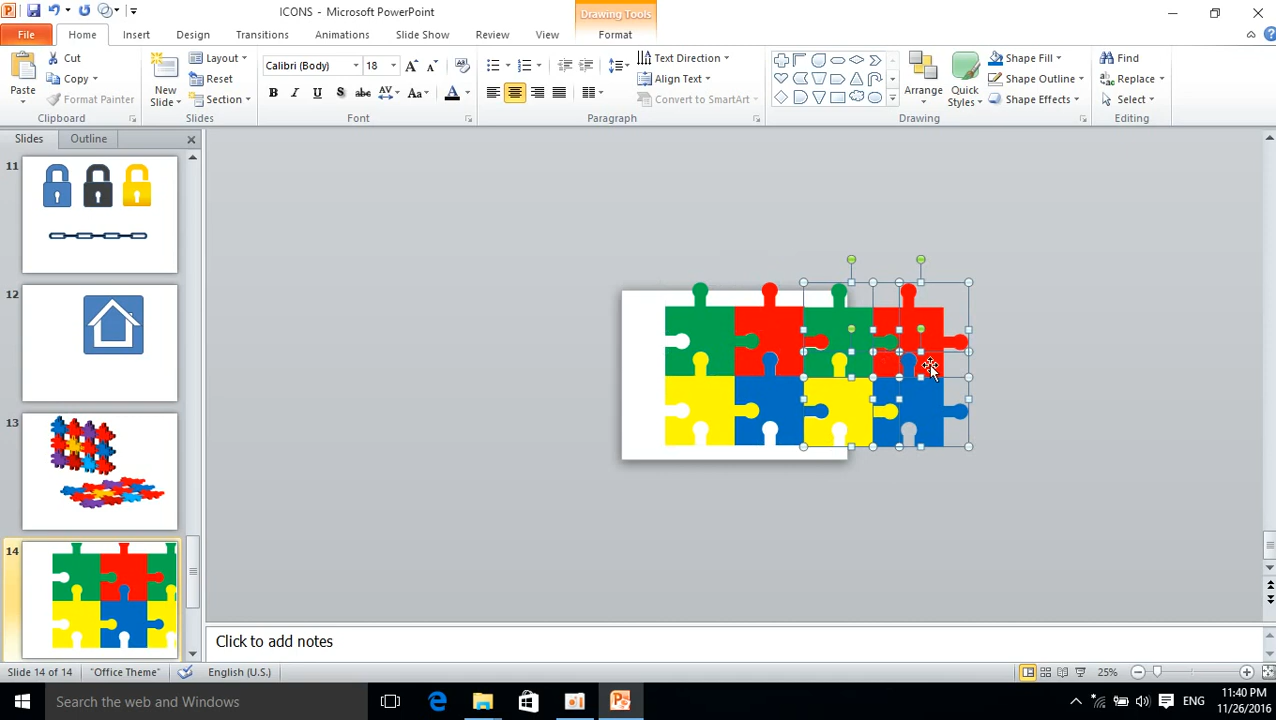 ICONS - Microsoft PowerPoint
Drawing Tools
File Home Insert Design Transitions Animations Slide Show Review View Format
Paste
Cut
Copy
Format Painter
Clipboard
New Slide
Layout
Reset
Section
Slides
Calibri (Body) 18
B I U S abc AV Aa A
Font
Text Direction
Align Text
Convert to SmartArt
Paragraph
Arrange
Quick Styles
Shape Fill
Shape Outline
Shape Effects
Drawing
Find
Replace
Select
Editing
Slides Outline
11
12
13
14
Click to add notes
Slide 14 of 14 "Office Theme" English (U.S.) 25%
Search the web and Windows
ENG
11:40 PM
11/26/2016